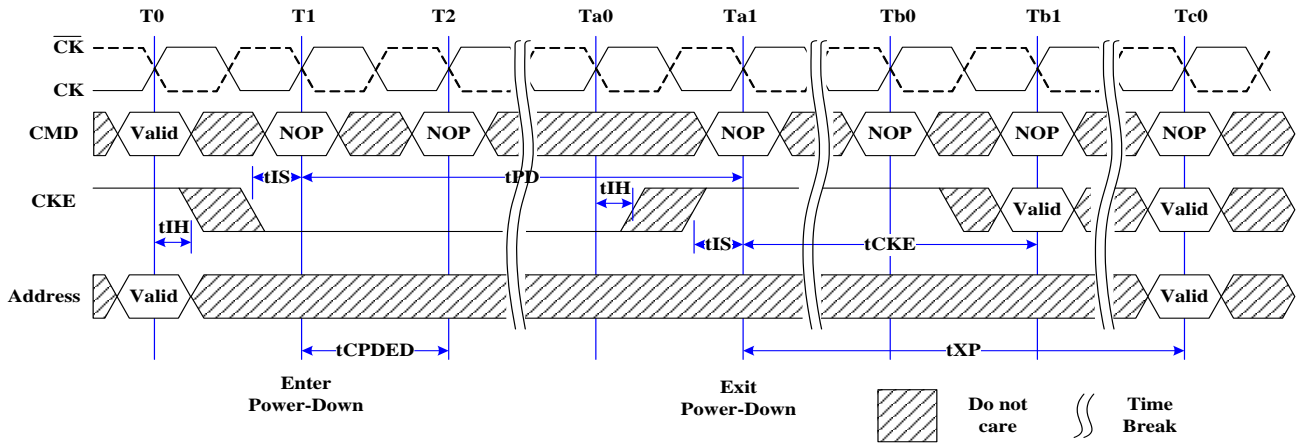 T0 T1 T2 Ta0 Ta1 Tb0 Tb1 Tc0
CK
CK
CMD Valid NOP NOP NOP NOP NOP NOP
tIS tPD tIH
CKE Valid Valid
tIH tIS tCKE
Address Valid Valid
tCPDED tXP
Enter
Power-Down
Exit
Power-Down
Do not
care
Time
Break